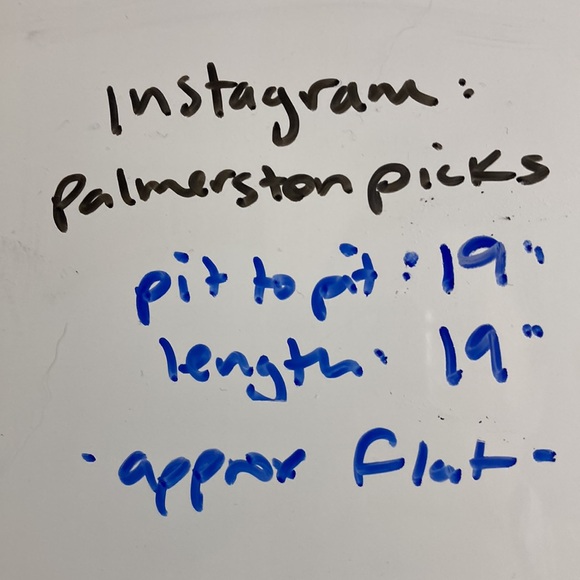 Instagram:
palmerston picks
pit to pit: 19"
length: 19"
- approx flat -